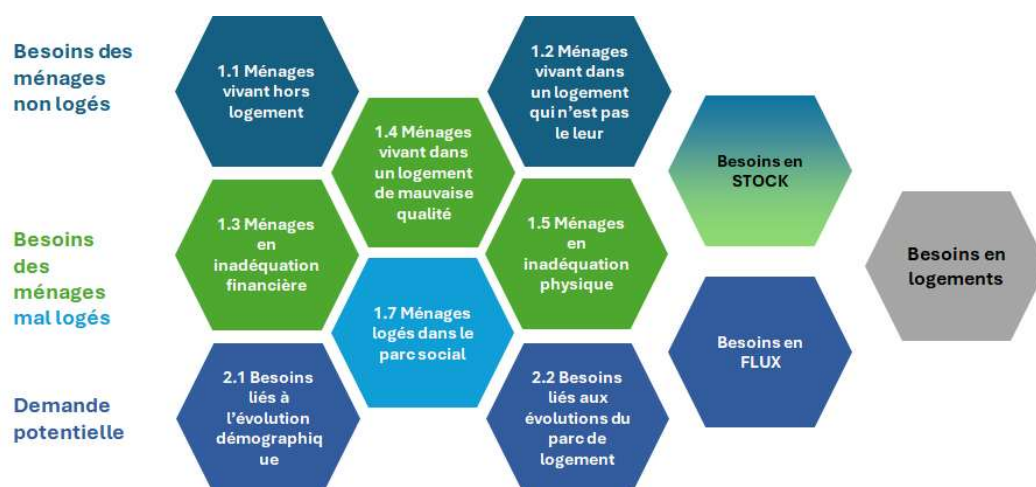 Besoins des
ménages
non logés
1.1 Ménages
vivant hors
logement
1.2 Ménages
vivant dans
un logement
qui n'est pas
le leur
1.4 Ménages
vivant dans
un logement
de mauvaise
qualité
Besoins en
STOCK
Besoins
des
ménages
mal logés
1.3 Ménages
en
inadéquation
financière
1.5 Ménages
en
inadéquation
physique
Besoins en
logements
1.7 Ménages
logés dans le
parc social
Besoins en
FLUX
Demande
potentielle
2.1 Besoins
liés à
l'évolution
démographiq
ue
2.2 Besoins
liés aux
évolutions du
parc de
logement